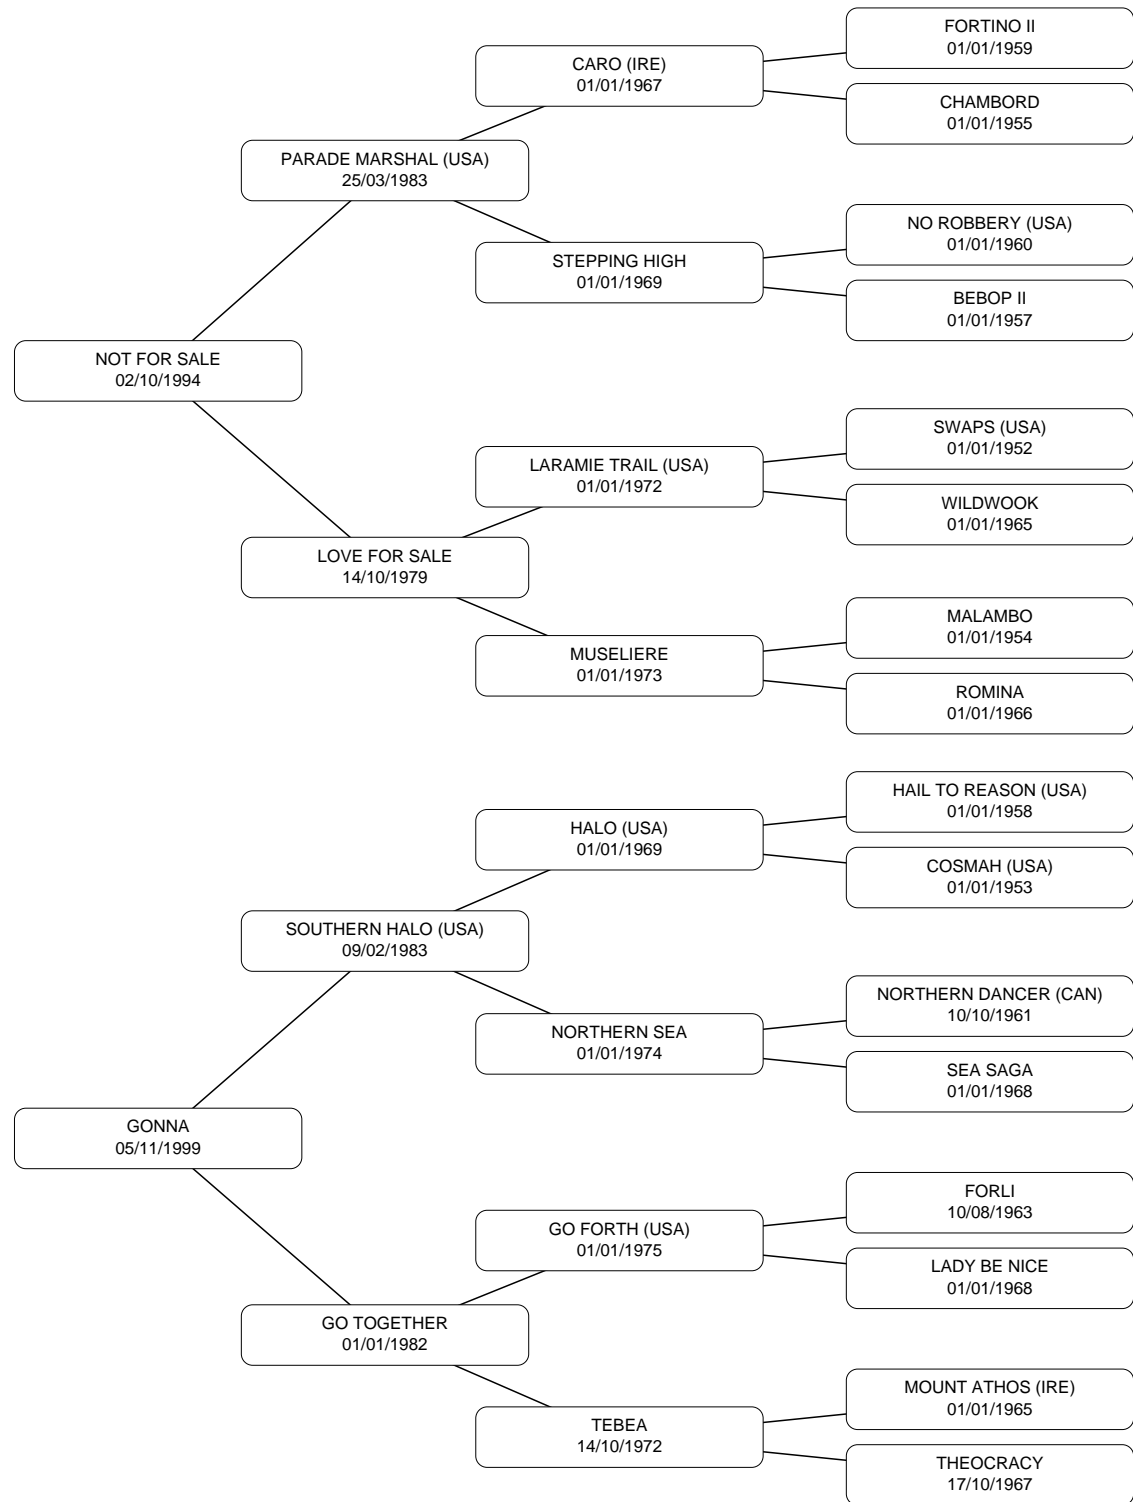 FORTINO II
01/01/1959
CARO (IRE)
01/01/1967
CHAMBORD
01/01/1955
PARADE MARSHAL (USA)
25/03/1983
NO ROBBERY (USA)
01/01/1960
STEPPING HIGH
01/01/1969
BEBOP II
01/01/1957
NOT FOR SALE
02/10/1994
SWAPS (USA)
01/01/1952
LARAMIE TRAIL (USA)
01/01/1972
WILDWOOK
01/01/1965
LOVE FOR SALE
14/10/1979
MALAMBO
01/01/1954
MUSELIERE
01/01/1973
ROMINA
01/01/1966
HAIL TO REASON (USA)
01/01/1958
HALO (USA)
01/01/1969
COSMAH (USA)
01/01/1953
SOUTHERN HALO (USA)
09/02/1983
NORTHERN DANCER (CAN)
10/10/1961
NORTHERN SEA
01/01/1974
SEA SAGA
01/01/1968
GONNA
05/11/1999
FORLI
10/08/1963
GO FORTH (USA)
01/01/1975
LADY BE NICE
01/01/1968
GO TOGETHER
01/01/1982
MOUNT ATHOS (IRE)
01/01/1965
TEBEA
14/10/1972
THEOCRACY
17/10/1967